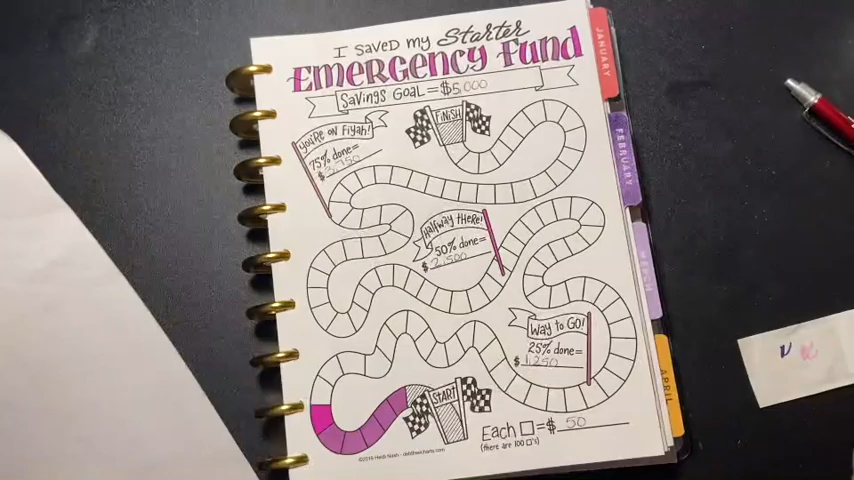 I SAVED MY Starter
EMERGENCY FUND
SAVINGS GOAL = $5,000
FINISH
YOU'RE ON FIYAH!
75% DONE=
$3,750
HALFWAY THERE!
50% DONE=
$2,500
WAY TO GO!
25% DONE=
$1,250
START
EACH □ = $50
(THERE ARE 100 □'s)
JANUARY
FEBRUARY
MARCH
APRIL